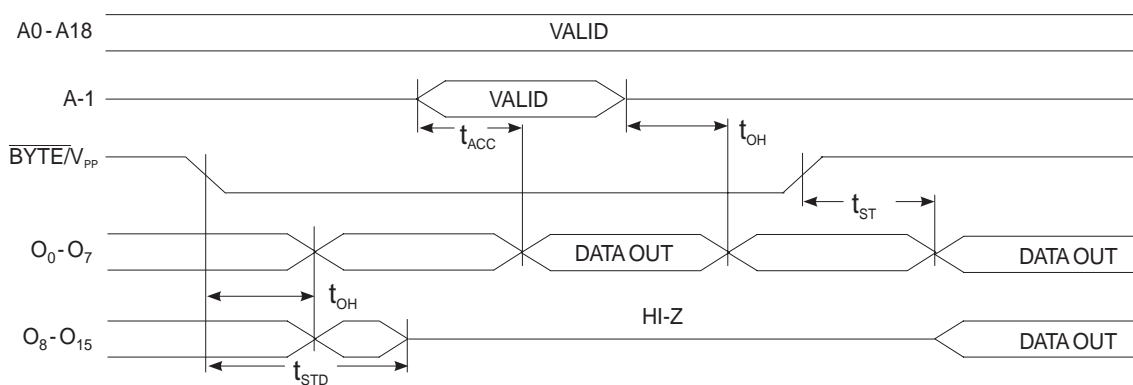 A0 - A18 VALID
A-1 VALID
tACC tOH
BYTE/VPP
tST
O0 - O7 DATA OUT DATA OUT
tOH
O8 - O15 HI-Z DATA OUT
tSTD